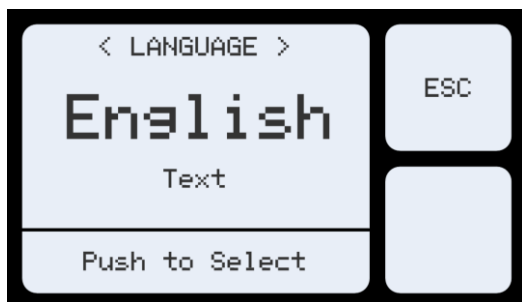 < LANGUAGE >
English
Text
Push to Select
ESC